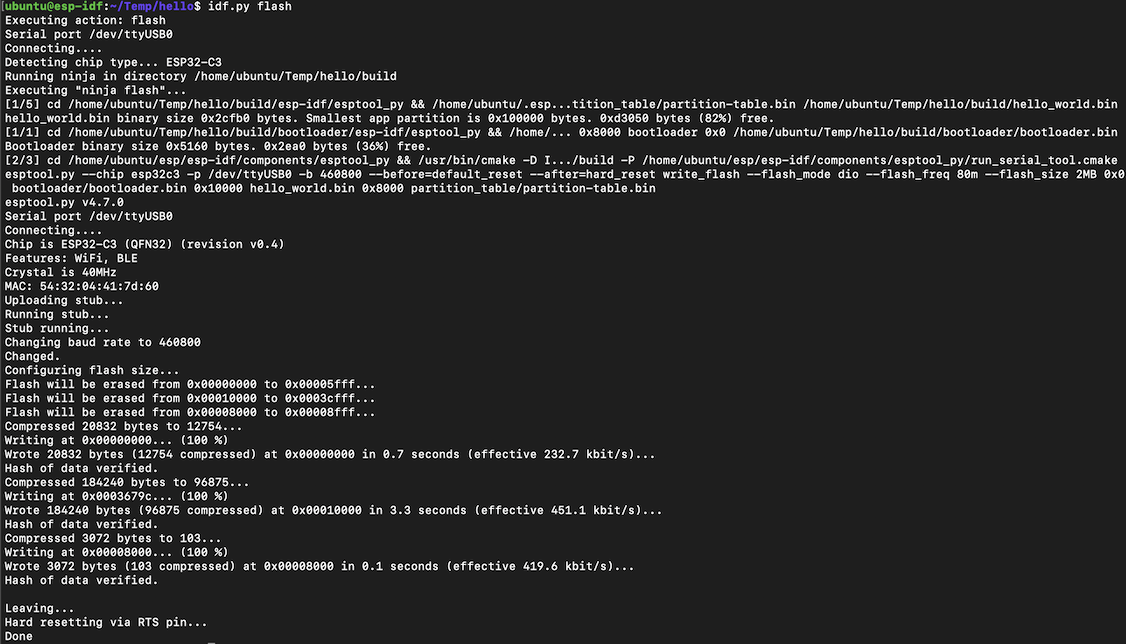 [ubuntu@esp-idf:~/Temp/hello$ idf.py flash
Executing action: flash
Serial port /dev/ttyUSB0
Connecting....
Detecting chip type... ESP32-C3
Running ninja in directory /home/ubuntu/Temp/hello/build
Executing "ninja flash"...
[1/5] cd /home/ubuntu/Temp/hello/build/esp-idf/esptool_py && /home/ubuntu/.esp...tition_table/partition-table.bin /home/ubuntu/Temp/hello/build/hello_world.bin
hello_world.bin binary size 0x2cfb0 bytes. Smallest app partition is 0x100000 bytes. 0xd3050 bytes (82%) free.
[1/1] cd /home/ubuntu/Temp/hello/build/bootloader/esp-idf/esptool_py && /home/... 0x8000 bootloader 0x0 /home/ubuntu/Temp/hello/build/bootloader/bootloader.bin
Bootloader binary size 0x5160 bytes. 0x2ea0 bytes (36%) free.
[2/3] cd /home/ubuntu/esp/esp-idf/components/esptool_py && /usr/bin/cmake -D I.../build -P /home/ubuntu/esp/esp-idf/components/esptool_py/run_serial_tool.cmake
esptool.py --chip esp32c3 -p /dev/ttyUSB0 -b 460800 --before=default_reset --after=hard_reset write_flash --flash_mode dio --flash_freq 80m --flash_size 2MB 0x0
bootloader/bootloader.bin 0x10000 hello_world.bin 0x8000 partition_table/partition-table.bin
esptool.py v4.7.0
Serial port /dev/ttyUSB0
Connecting....
Chip is ESP32-C3 (QFN32) (revision v0.4)
Features: WiFi, BLE
Crystal is 40MHz
MAC: 54:32:04:41:7d:60
Uploading stub...
Running stub...
Stub running...
Changing baud rate to 460800
Changed.
Configuring flash size...
Flash will be erased from 0x00000000 to 0x00005fff...
Flash will be erased from 0x00010000 to 0x0003cfff...
Flash will be erased from 0x00008000 to 0x00008fff...
Compressed 20832 bytes to 12754...
Writing at 0x00000000... (100 %)
Wrote 20832 bytes (12754 compressed) at 0x00000000 in 0.7 seconds (effective 232.7 kbit/s)...
Hash of data verified.
Compressed 184240 bytes to 96875...
Writing at 0x0003679c... (100 %)
Wrote 184240 bytes (96875 compressed) at 0x00010000 in 3.3 seconds (effective 451.1 kbit/s)...
Hash of data verified.
Compressed 3072 bytes to 103...
Writing at 0x00008000... (100 %)
Wrote 3072 bytes (103 compressed) at 0x00008000 in 0.1 seconds (effective 419.6 kbit/s)...
Hash of data verified.

Leaving...
Hard resetting via RTS pin...
Done